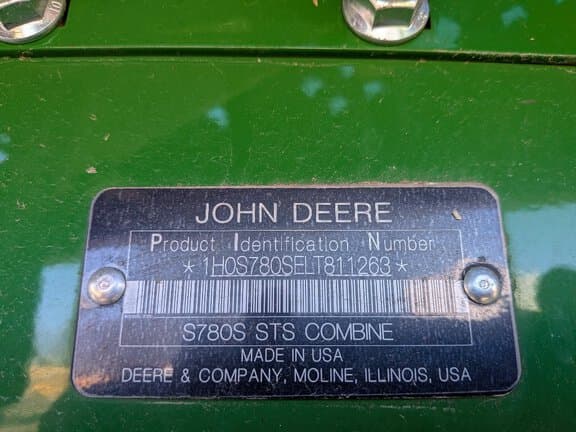 JOHN DEERE
Product Identification Number
*1H0S780SELT811263*
S780S STS COMBINE
MADE IN USA
DEERE & COMPANY, MOLINE, ILLINOIS, USA